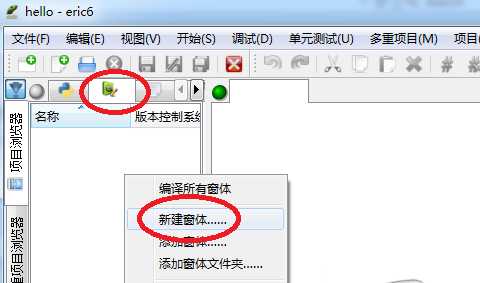 hello - eric6
文件(F) 编辑(E) 视图(V) 开始(S) 调试(D) 单元测试(U) 多重项目(M) 项目(
项目浏览器
名称 版本控制系统
编译所有窗体
新建窗体......
添加窗体......
添加窗体文件夹......
重项目浏览器